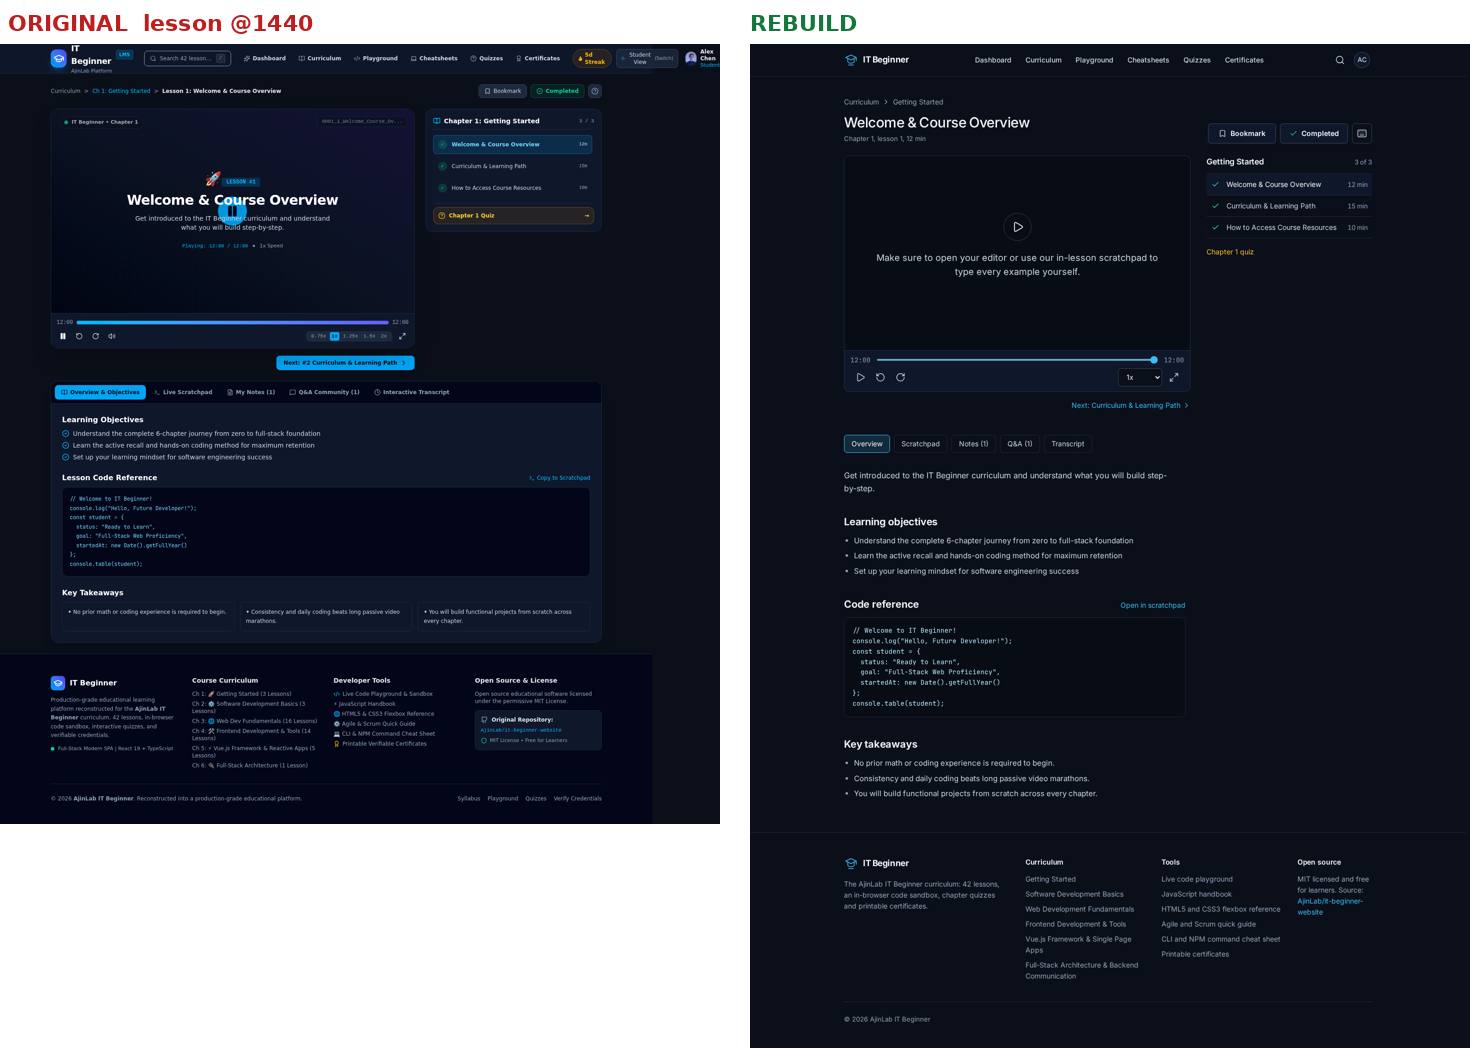 ORIGINAL lesson @1440
IT
Beginner
AjinLab Platform
LMS
Search 42 lesson...
/
Dashboard
Curriculum
Playground
Cheatsheets
Quizzes
Certificates
5d
Streak
Student
View
(Switch)
Alex
Chen
Student
Curriculum > Ch 1: Getting Started > Lesson 1: Welcome & Course Overview
Bookmark
Completed
IT Beginner • Chapter 1
LESSON #1
Welcome & Course Overview
Get introduced to the IT Beginner curriculum and understand
what you will build step-by-step.
Playing: 12:00 / 12:00 • 1x Speed
12:00
12:00
0.75x 1x 1.25x 1.5x 2x
Next: #2 Curriculum & Learning Path
Chapter 1: Getting Started
3 / 3
Welcome & Course Overview 12m
Curriculum & Learning Path 15m
How to Access Course Resources 10m
Chapter 1 Quiz →
Overview & Objectives
Live Scratchpad
My Notes (1)
Q&A Community (1)
Interactive Transcript
Learning Objectives
Understand the complete 6-chapter journey from zero to full-stack foundation
Learn the active recall and hands-on coding method for maximum retention
Set up your learning mindset for software engineering success
Lesson Code Reference
Copy to Scratchpad
// Welcome to IT Beginner!
console.log("Hello, Future Developer!");
const student = {
status: "Ready to Learn",
goal: "Full-Stack Web Proficiency",
startedAt: new Date().getFullYear()
};
console.table(student);
Key Takeaways
• No prior math or coding experience is required to begin.
• Consistency and daily coding beats long passive video
marathons.
• You will build functional projects from scratch across
every chapter.
IT Beginner
Production-grade educational learning
platform reconstructed for the AjinLab IT
Beginner curriculum. 42 lessons, in-browser
code sandbox, interactive quizzes, and
verifiable credentials.
Full-Stack Modern SPA | React 19 + TypeScript
Course Curriculum
Ch 1: 🚀 Getting Started (3 Lessons)
Ch 2: ⚙️ Software Development Basics (3
Lessons)
Ch 3: 🌐 Web Dev Fundamentals (16 Lessons)
Ch 4: 🛠️ Frontend Development & Tools (14
Lessons)
Ch 5: ⚡ Vue.js Framework & Reactive Apps (5
Lessons)
Ch 6: 🔌 Full-Stack Architecture (1 Lesson)
Developer Tools
Live Code Playground & Sandbox
⚡ JavaScript Handbook
🌐 HTML5 & CSS3 Flexbox Reference
⚙️ Agile & Scrum Quick Guide
💻 CLI & NPM Command Cheat Sheet
Printable Verifiable Certificates
Open Source & License
Open source educational software licensed
under the permissive MIT License.
Original Repository:
AjinLab/it-beginner-website
MIT License • Free for Learners
© 2026 AjinLab IT Beginner. Reconstructed into a production-grade educational platform.
Syllabus
Playground
Quizzes
Verify Credentials
REBUILD
IT Beginner
Dashboard
Curriculum
Playground
Cheatsheets
Quizzes
Certificates
AC
Curriculum > Getting Started
Welcome & Course Overview
Chapter 1, lesson 1, 12 min
Bookmark
Completed
Make sure to open your editor or use our in-lesson scratchpad to
type every example yourself.
12:00
12:00
1x
Next: Curriculum & Learning Path >
Getting Started 3 of 3
Welcome & Course Overview 12 min
Curriculum & Learning Path 15 min
How to Access Course Resources 10 min
Chapter 1 quiz
Overview
Scratchpad
Notes (1)
Q&A (1)
Transcript
Get introduced to the IT Beginner curriculum and understand what you will build step-
by-step.
Learning objectives
• Understand the complete 6-chapter journey from zero to full-stack foundation
• Learn the active recall and hands-on coding method for maximum retention
• Set up your learning mindset for software engineering success
Code reference
Open in scratchpad
// Welcome to IT Beginner!
console.log("Hello, Future Developer!");
const student = {
status: "Ready to Learn",
goal: "Full-Stack Web Proficiency",
startedAt: new Date().getFullYear()
};
console.table(student);
Key takeaways
• No prior math or coding experience is required to begin.
• Consistency and daily coding beats long passive video marathons.
• You will build functional projects from scratch across every chapter.
IT Beginner
The AjinLab IT Beginner curriculum: 42 lessons,
an in-browser code sandbox, chapter quizzes
and printable certificates.
Curriculum
Getting Started
Software Development Basics
Web Development Fundamentals
Frontend Development & Tools
Vue.js Framework & Single Page
Apps
Full-Stack Architecture & Backend
Communication
Tools
Live code playground
JavaScript handbook
HTML5 and CSS3 flexbox reference
Agile and Scrum quick guide
CLI and NPM command cheat sheet
Printable certificates
Open source
MIT licensed and free
for learners. Source:
AjinLab/it-beginner-
website
© 2026 AjinLab IT Beginner